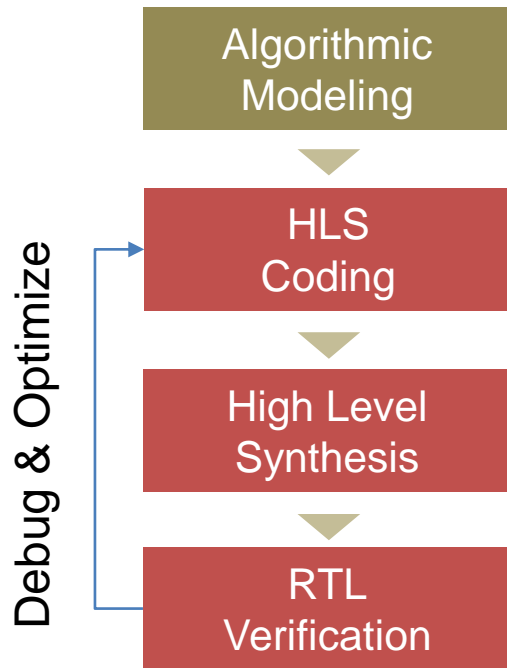 Algorithmic
Modeling
HLS
Coding
High Level
Synthesis
RTL
Verification
Debug & Optimize